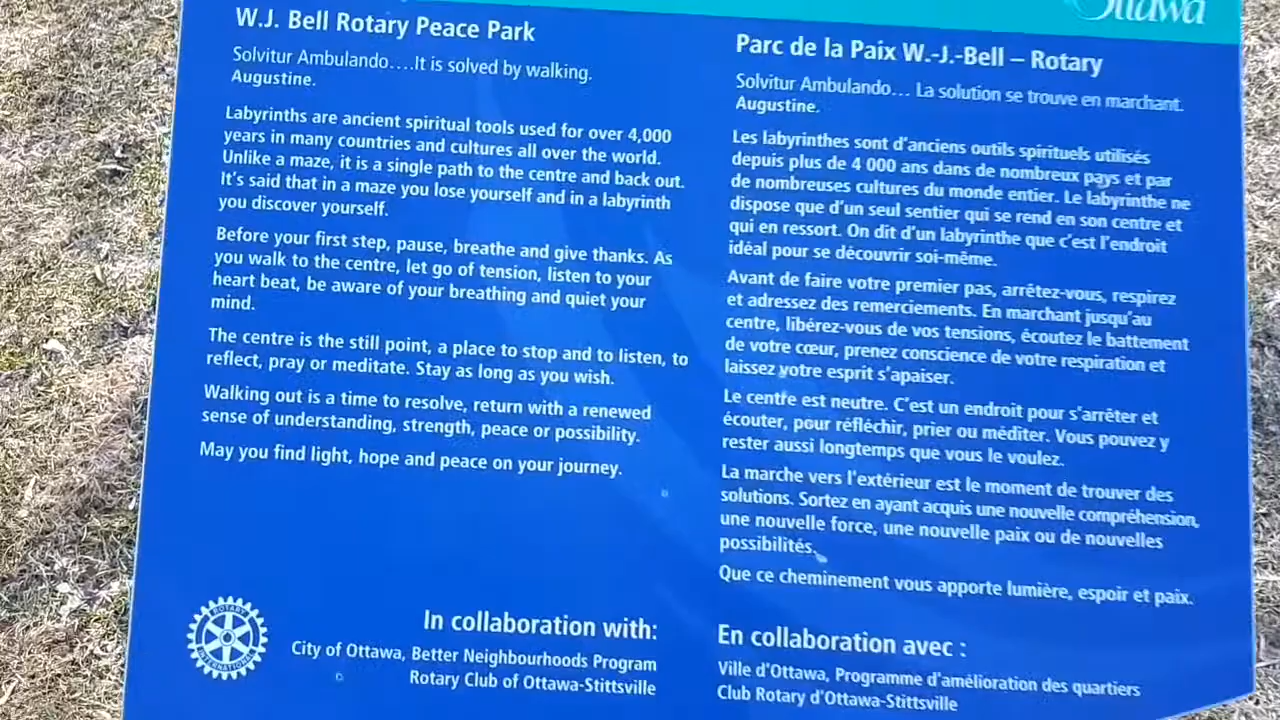 Ottawa
W.J. Bell Rotary Peace Park
Solvitur Ambulando....It is solved by walking.
Augustine.
Labyrinths are ancient spiritual tools used for over 4,000
years in many countries and cultures all over the world.
Unlike a maze, it is a single path to the centre and back out.
It's said that in a maze you lose yourself and in a labyrinth
you discover yourself.
Before your first step, pause, breathe and give thanks. As
you walk to the centre, let go of tension, listen to your
heart beat, be aware of your breathing and quiet your
mind.
The centre is the still point, a place to stop and to listen, to
reflect, pray or meditate. Stay as long as you wish.
Walking out is a time to resolve, return with a renewed
sense of understanding, strength, peace or possibility.
May you find light, hope and peace on your journey.
ROTARY
INTERNATIONAL
In collaboration with:
City of Ottawa, Better Neighbourhoods Program
Rotary Club of Ottawa-Stittsville
Parc de la Paix W.-J.-Bell – Rotary
Solvitur Ambulando... La solution se trouve en marchant.
Augustine.
Les labyrinthes sont d'anciens outils spirituels utilisés
depuis plus de 4 000 ans dans de nombreux pays et par
de nombreuses cultures du monde entier. Le labyrinthe ne
dispose que d'un seul sentier qui se rend en son centre et
qui en ressort. On dit d'un labyrinthe que c'est l'endroit
idéal pour se découvrir soi-même.
Avant de faire votre premier pas, arrêtez-vous, respirez
et adressez des remerciements. En marchant jusqu'au
centre, libérez-vous de vos tensions, écoutez le battement
de votre cœur, prenez conscience de votre respiration et
laissez votre esprit s'apaiser.
Le centre est neutre. C'est un endroit pour s'arrêter et
écouter, pour réfléchir, prier ou méditer. Vous pouvez y
rester aussi longtemps que vous le voulez.
La marche vers l'extérieur est le moment de trouver des
solutions. Sortez en ayant acquis une nouvelle compréhension,
une nouvelle force, une nouvelle paix ou de nouvelles
possibilités.
Que ce cheminement vous apporte lumière, espoir et paix.
En collaboration avec :
Ville d'Ottawa, Programme d'amélioration des quartiers
Club Rotary d'Ottawa-Stittsville